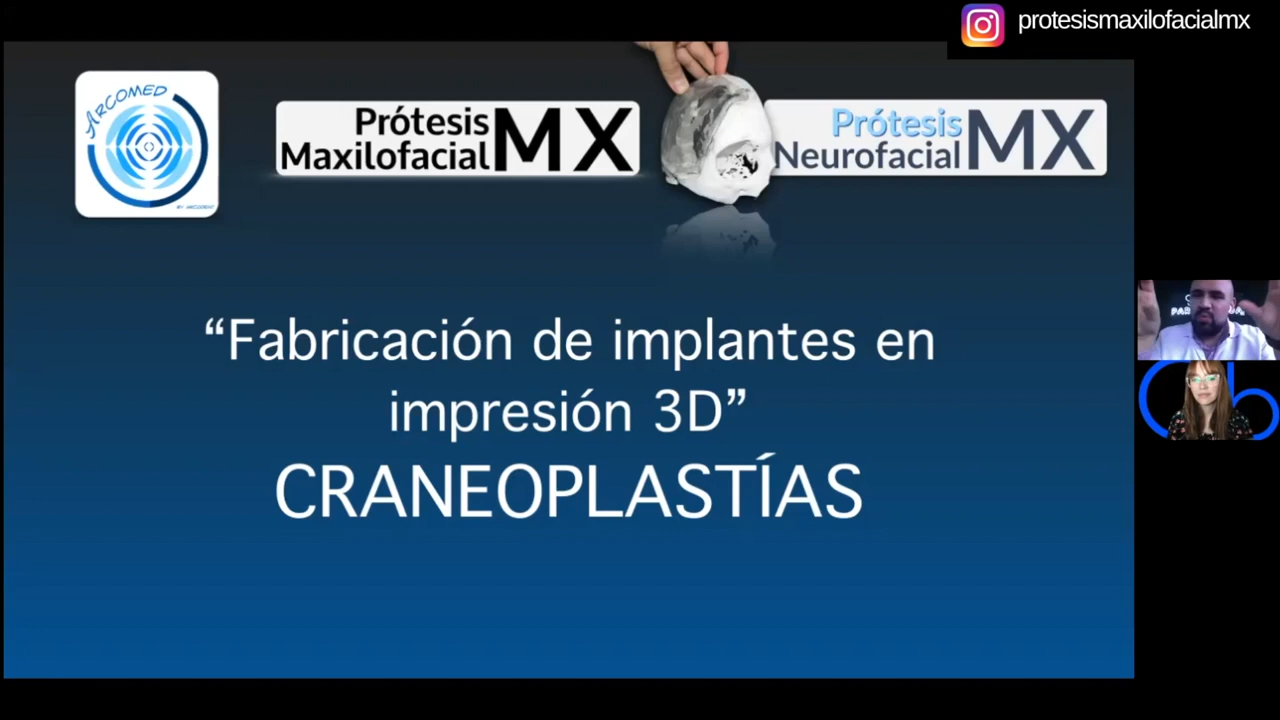 protesismaxilofacialmx
ARCOMED
Prótesis
Maxilofacial MX
Prótesis
Neurofacial MX
“Fabricación de implantes en
impresión 3D”
CRANEOPLASTÍAS